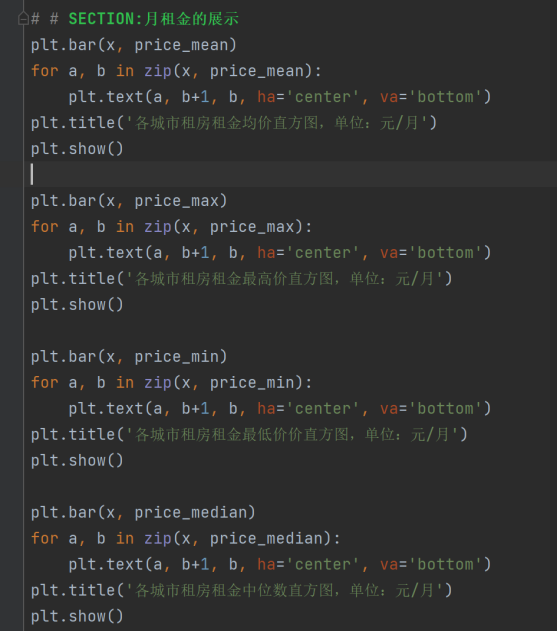 # # SECTION:月租金的展示
plt.bar(x, price_mean)
for a, b in zip(x, price_mean):
    plt.text(a, b+1, b, ha='center', va='bottom')
plt.title('各城市租房租金均价直方图，单位：元/月')
plt.show()

plt.bar(x, price_max)
for a, b in zip(x, price_max):
    plt.text(a, b+1, b, ha='center', va='bottom')
plt.title('各城市租房租金最高价直方图，单位：元/月')
plt.show()

plt.bar(x, price_min)
for a, b in zip(x, price_min):
    plt.text(a, b+1, b, ha='center', va='bottom')
plt.title('各城市租房租金最低价价直方图，单位：元/月')
plt.show()

plt.bar(x, price_median)
for a, b in zip(x, price_median):
    plt.text(a, b+1, b, ha='center', va='bottom')
plt.title('各城市租房租金中位数直方图，单位：元/月')
plt.show()